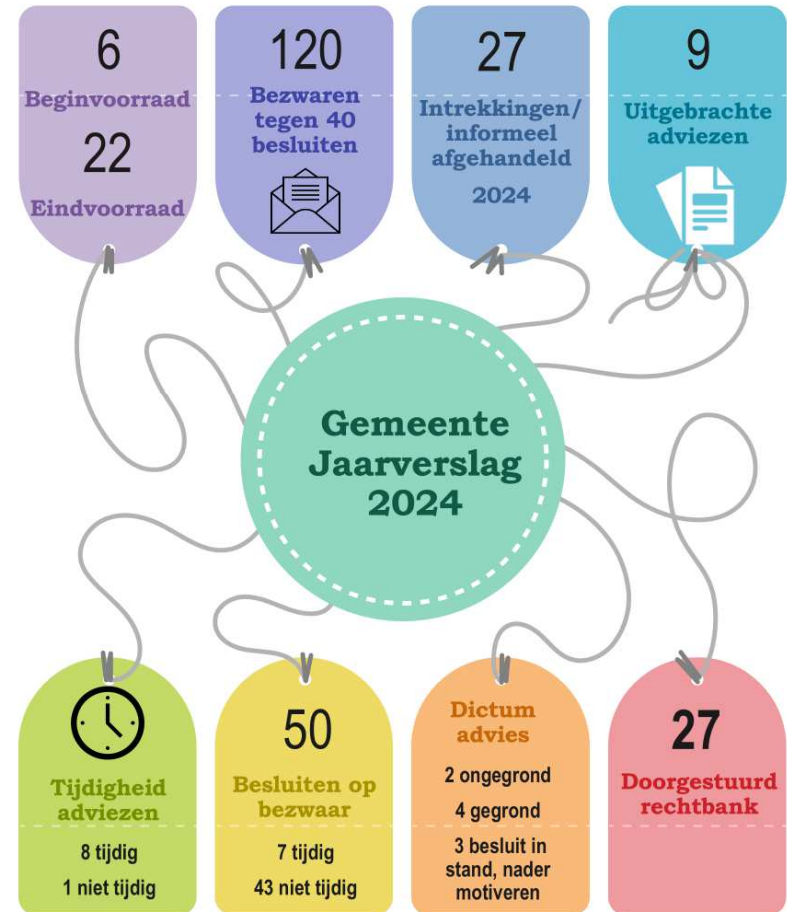 6
Beginvoorraad
22
Eindvoorraad
120
Bezwaren
tegen 40
besluiten
27
Intrekkingen/
informeel
afgehandeld
2024
9
Uitgebrachte
adviezen
Gemeente
Jaarverslag
2024
Tijdigheid
adviezen
8 tijdig
1 niet tijdig
50
Besluiten op
bezwaar
7 tijdig
43 niet tijdig
Dictum
advies
2 ongegrond
4 gegrond
3 besluit in
stand, nader
motiveren
27
Doorgestuurd
rechtbank